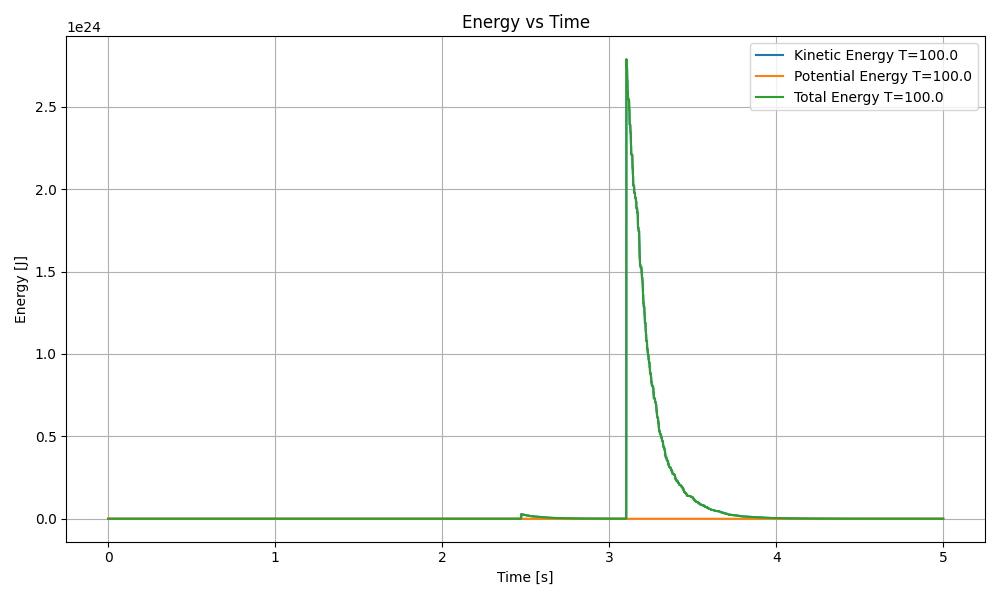 Energy vs Time
1e24
Kinetic Energy T=100.0
Potential Energy T=100.0
Total Energy T=100.0
2.5
2.0
1.5
1.0
0.5
0.0
Energy [J]
0 1 2 3 4 5
Time [s]